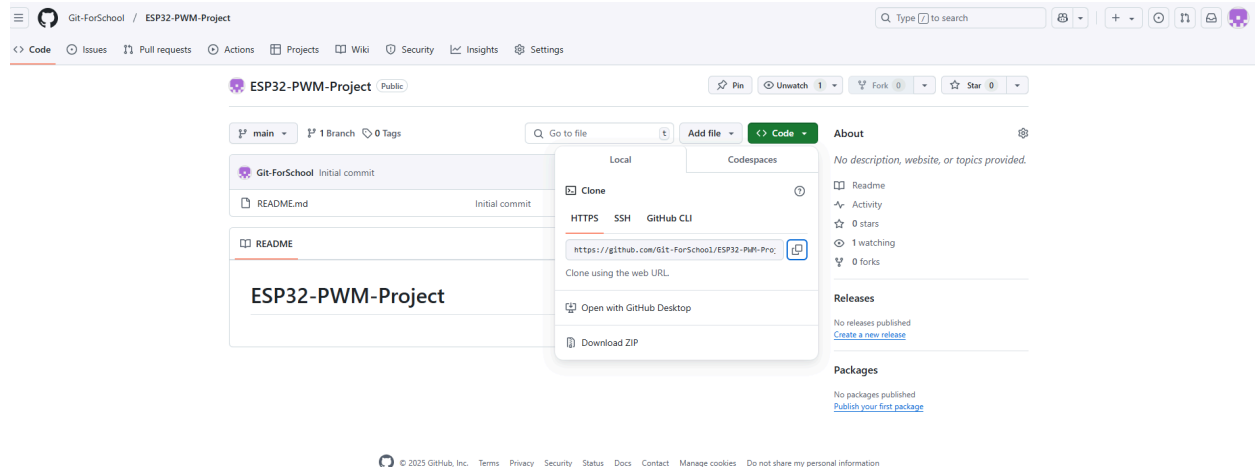 Git-ForSchool / ESP32-PWM-Project
Type / to search
Code Issues Pull requests Actions Projects Wiki Security Insights Settings
ESP32-PWM-Project Public
Pin Unwatch 1 Fork 0 Star 0
main 1 Branch 0 Tags
Go to file t
Add file Code
About
No description, website, or topics provided.
Readme
Activity
0 stars
1 watching
0 forks
Git-ForSchool Initial commit
README.md Initial commit
README
ESP32-PWM-Project
Local Codespaces
Clone
HTTPS SSH GitHub CLI
https://github.com/Git-ForSchool/ESP32-PWM-Pro
Clone using the web URL.
Open with GitHub Desktop
Download ZIP
Releases
No releases published
Create a new release
Packages
No packages published
Publish your first package
© 2025 GitHub, Inc. Terms Privacy Security Status Docs Contact Manage cookies Do not share my personal information